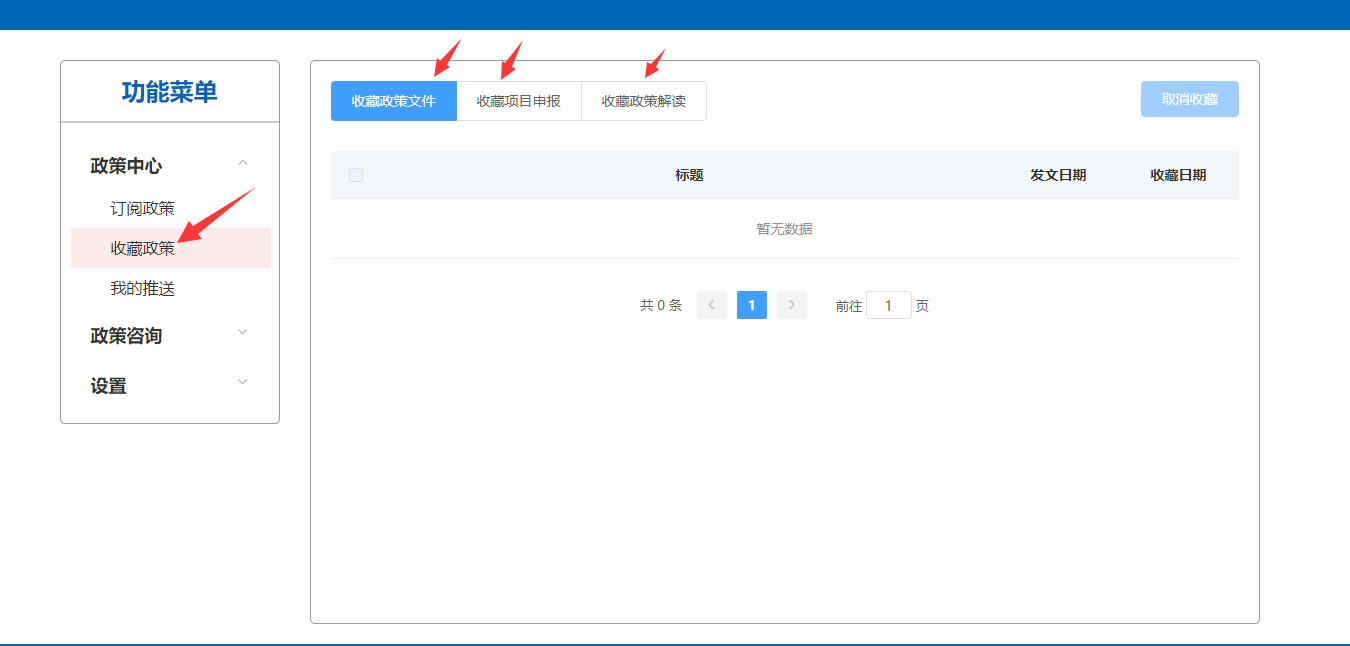 功能菜单
政策中心
订阅政策
收藏政策
我的推送
政策咨询
设置
收藏政策文件 收藏项目申报 收藏政策解读 取消收藏
标题 发文日期 收藏日期
暂无数据
共 0 条 1 前往 1 页